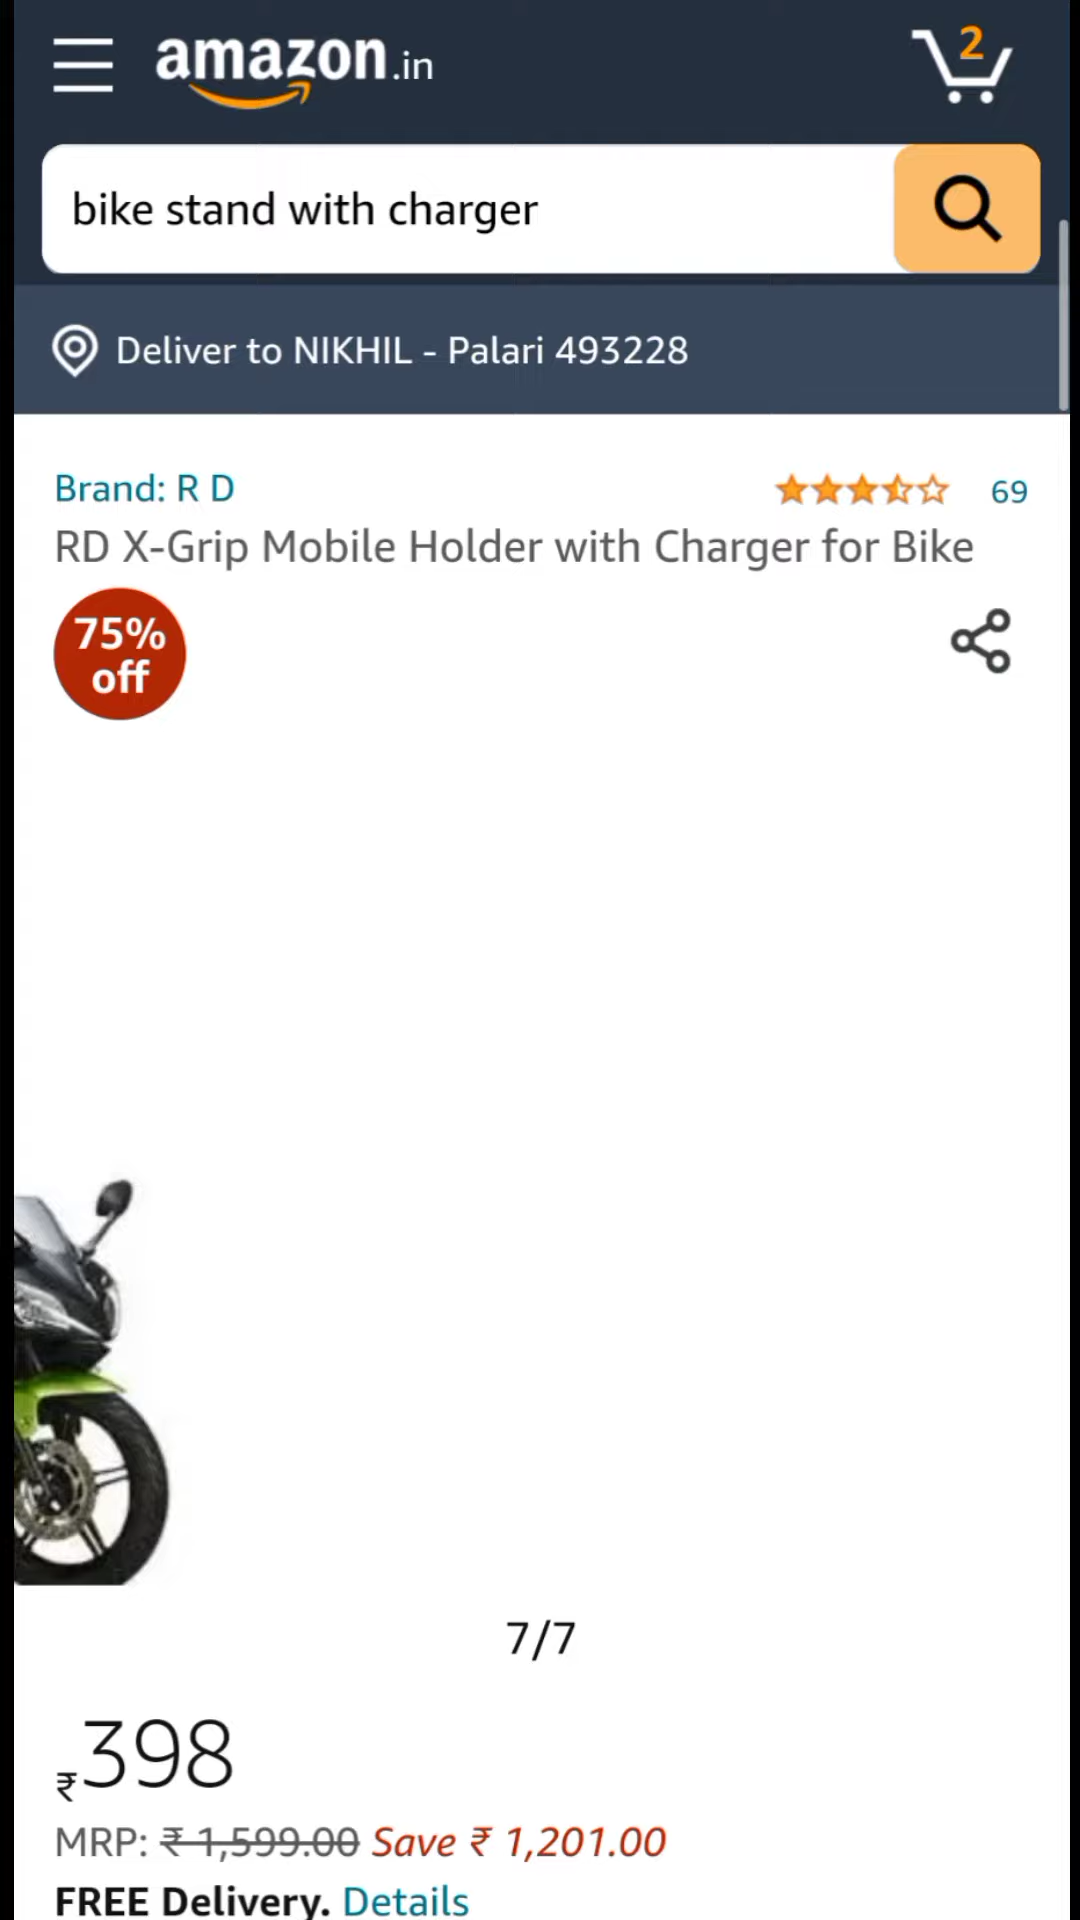 amazon.in
2
bike stand with charger
Deliver to NIKHIL - Palari 493228
Brand: R D
69
RD X-Grip Mobile Holder with Charger for Bike
75%
off
7/7
₹398
MRP: ₹ 1,599.00 Save ₹ 1,201.00
FREE Delivery. Details